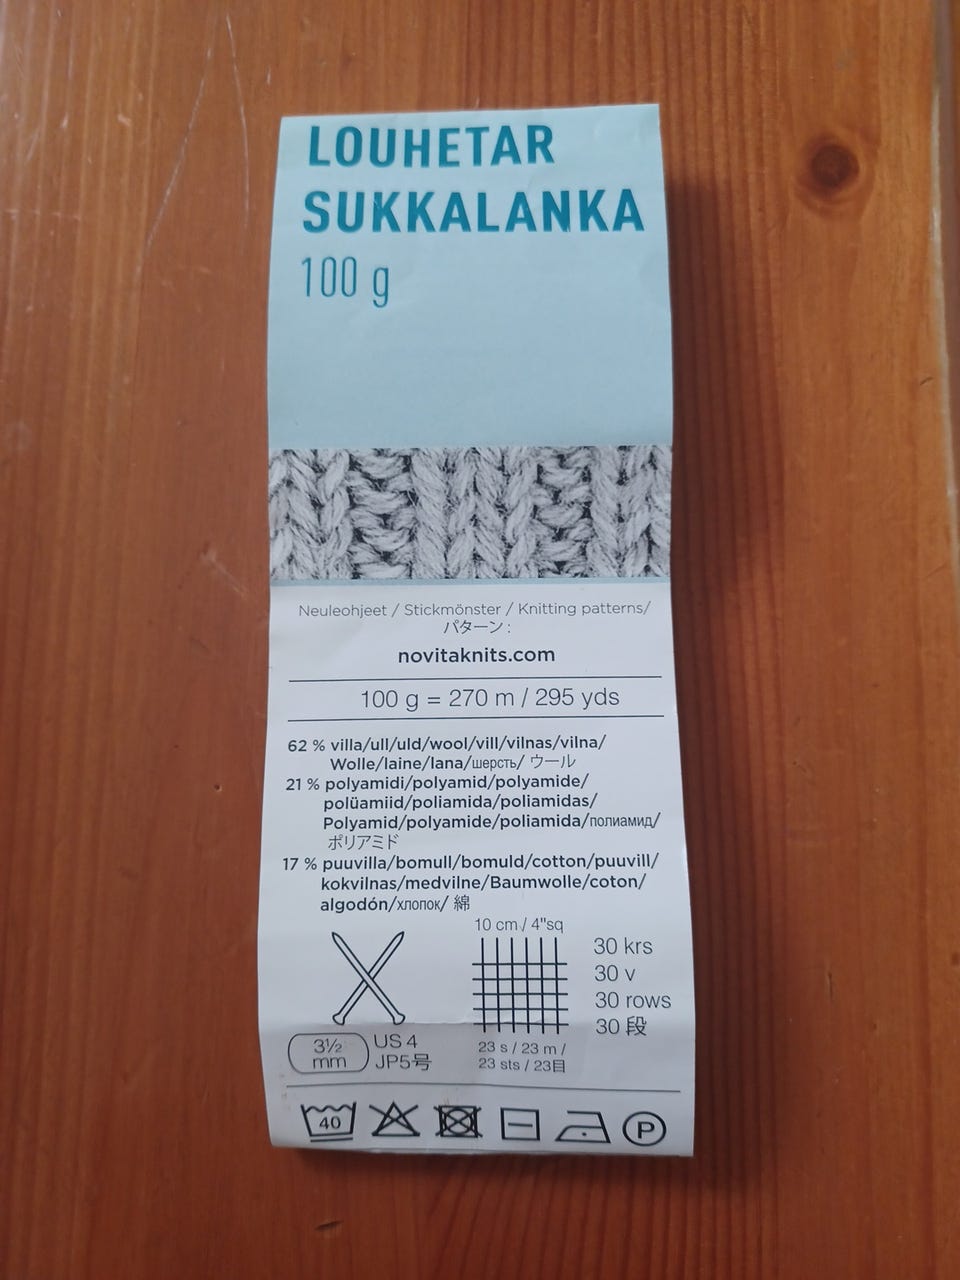 LOUHETAR
SUKKALANKA
100 g
Neuleohjeet / Stickmönster / Knitting patterns/
パターン :
novitaknits.com
100 g = 270 m / 295 yds
62 % villa/ull/uld/wool/vill/vilnas/vilna/
Wolle/laine/lana/шерсть/ ウール
21 % polyamidi/polyamid/polyamide/
polüamiid/poliamida/poliamidas/
Polyamid/polyamide/poliamida/полиамид/
ポリアミド
17 % puuvilla/bomull/bomuld/cotton/puuvill/
kokvilnas/medvilne/Baumwolle/coton/
algodón/хлопок/ 綿
10 cm / 4"sq
30 krs
30 v
30 rows
30 段
3½ mm
US 4
JP5号
23 s / 23 m /
23 sts / 23目
40
P